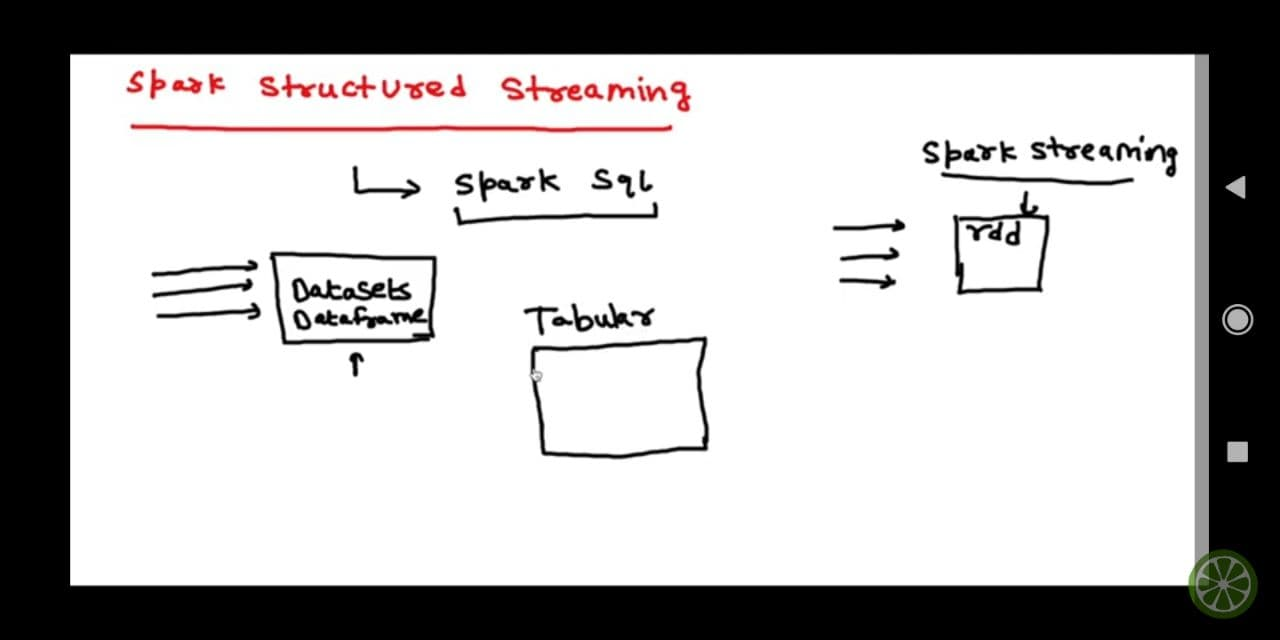 Spark Structured Streaming
Spark Sql
Spark Streaming
rdd
Datasets
Dataframe
Tabular